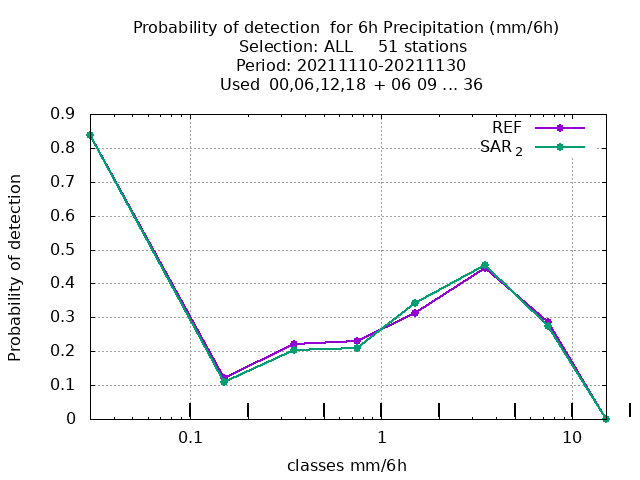 Probability of detection  for 6h Precipitation (mm/6h)
Selection: ALL     51 stations
Period: 20211110-20211130
Used  00,06,12,18  + 06 09 ... 36
REF
SAR 2
0.9
0.8
0.7
0.6
0.5
0.4
0.3
0.2
0.1
0
Probability of detection
0.1
1
10
classes mm/6h